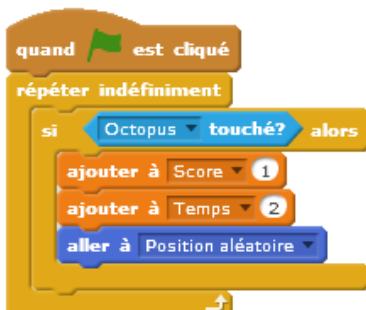 quand est cliqué
répéter indéfiniment
si Octopus touché? alors
ajouter à Score 1
ajouter à Temps 2
aller à Position aléatoire